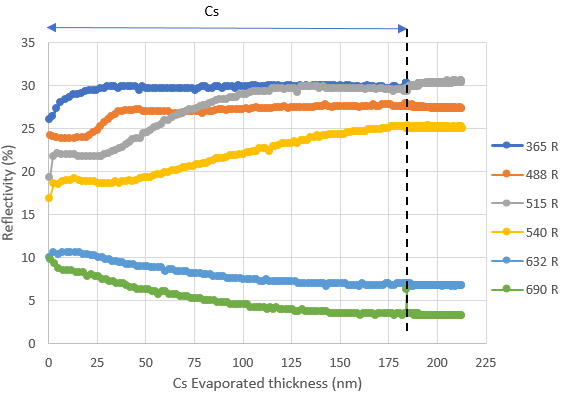 Cs
35
30
25
20
15
10
5
0
Reflectivity (%)
0 25 50 75 100 125 150 175 200 225
Cs Evaporated thickness (nm)
365 R
488 R
515 R
540 R
632 R
690 R